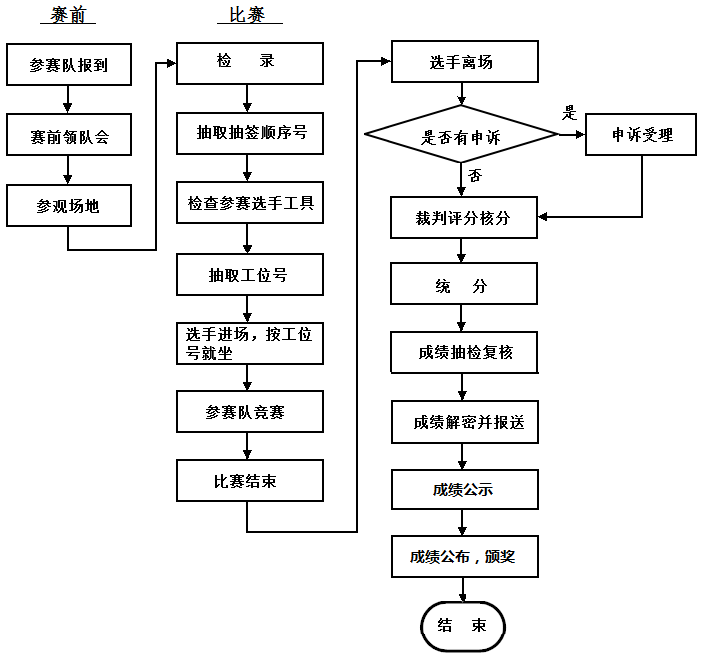 赛前
参赛队报到
赛前领队会
参观场地
比赛
检 录
抽取抽签顺序号
检查参赛选手工具
抽取工位号
选手进场，按工位
号就坐
参赛队竞赛
比赛结束
选手离场
是否有申诉
是
申诉受理
否
裁判评分核分
统 分
成绩抽检复核
成绩解密并报送
成绩公示
成绩公布，颁奖
结 束